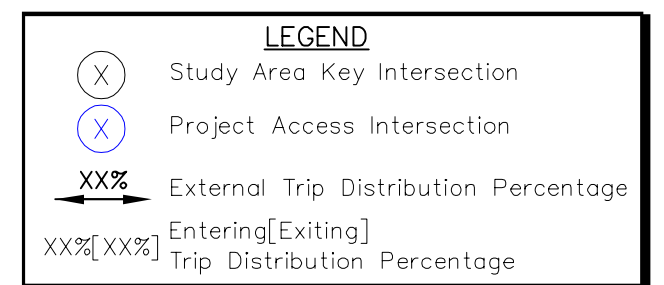 LEGEND
X Study Area Key Intersection
X Project Access Intersection
XX% External Trip Distribution Percentage
XX%[XX%] Entering[Exiting]
Trip Distribution Percentage